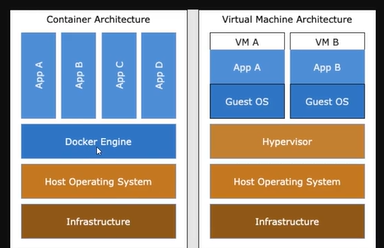 Container Architecture
App A
App B
App C
App D
Docker Engine
Host Operating System
Infrastructure
Virtual Machine Architecture
VM A
VM B
App A
App B
Guest OS
Guest OS
Hypervisor
Host Operating System
Infrastructure